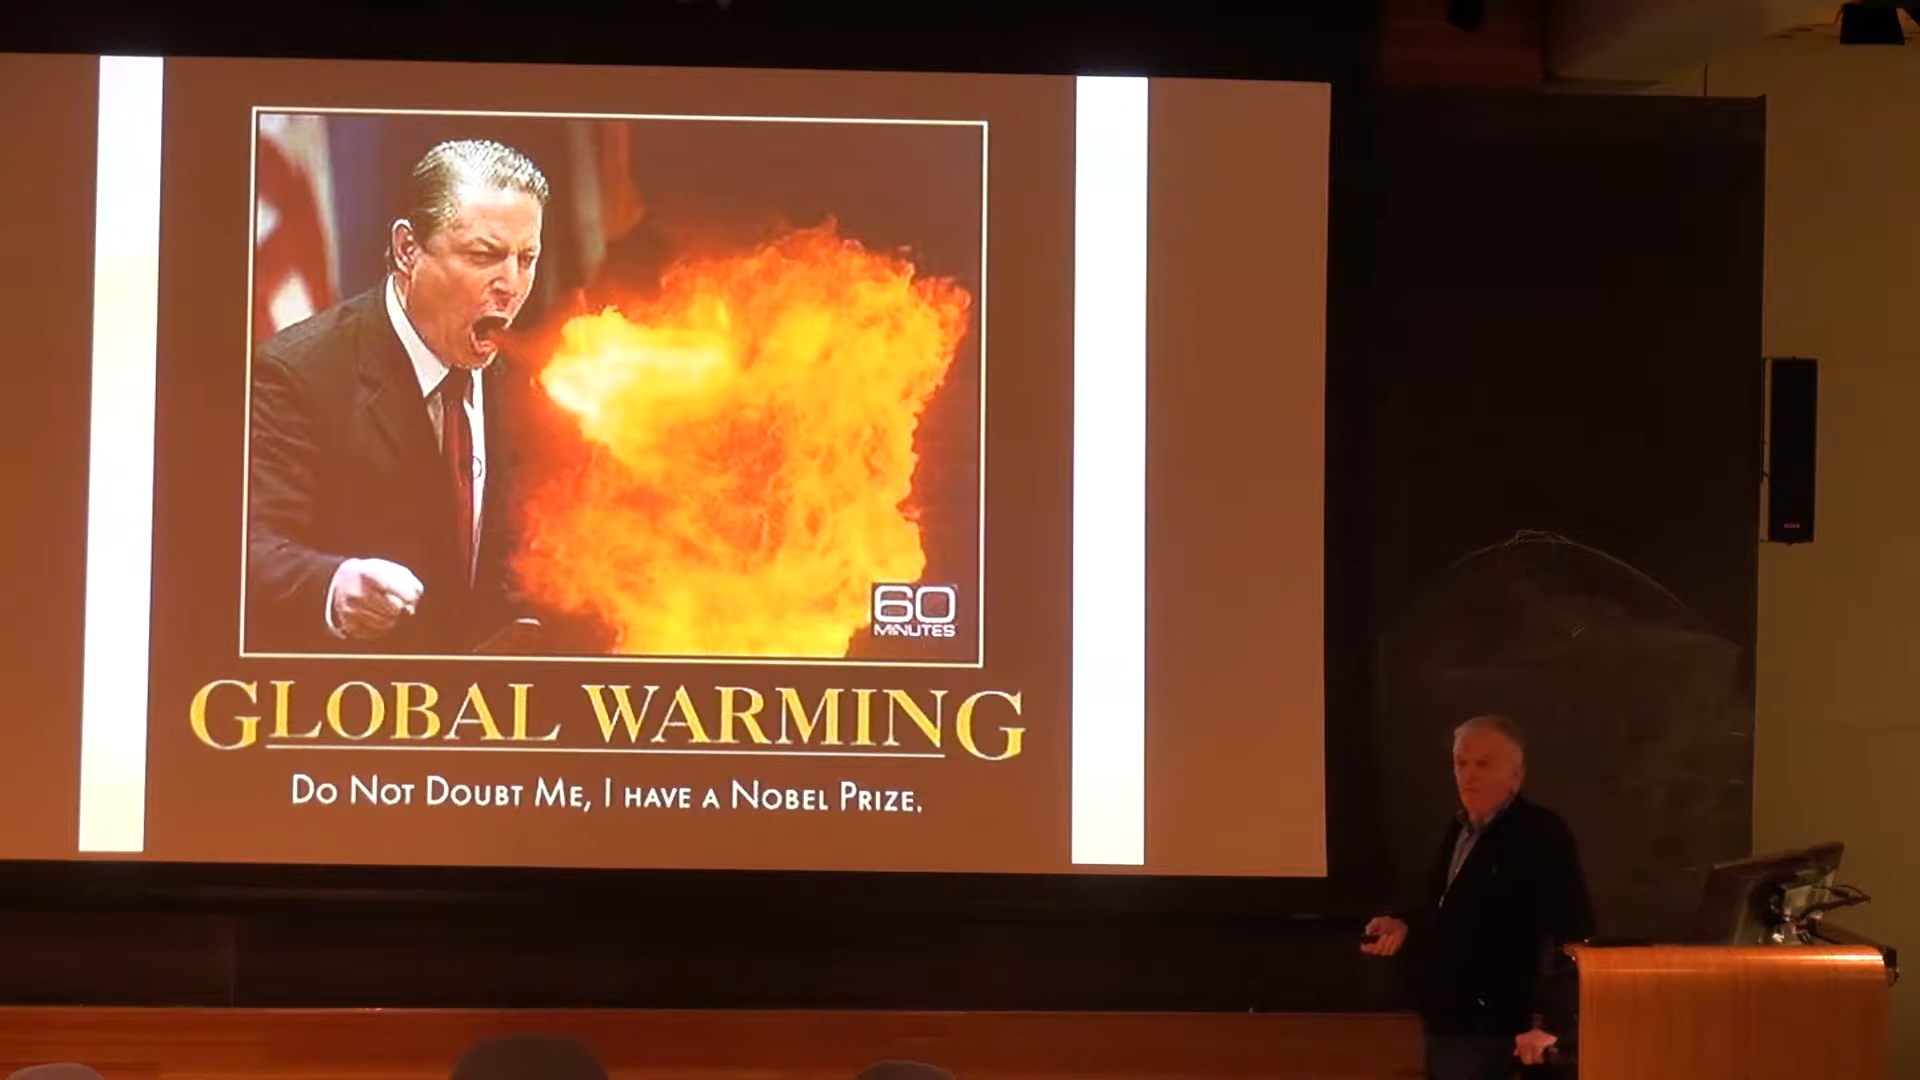 60
MINUTES
GLOBAL WARMING
DO NOT DOUBT ME, I HAVE A NOBEL PRIZE.